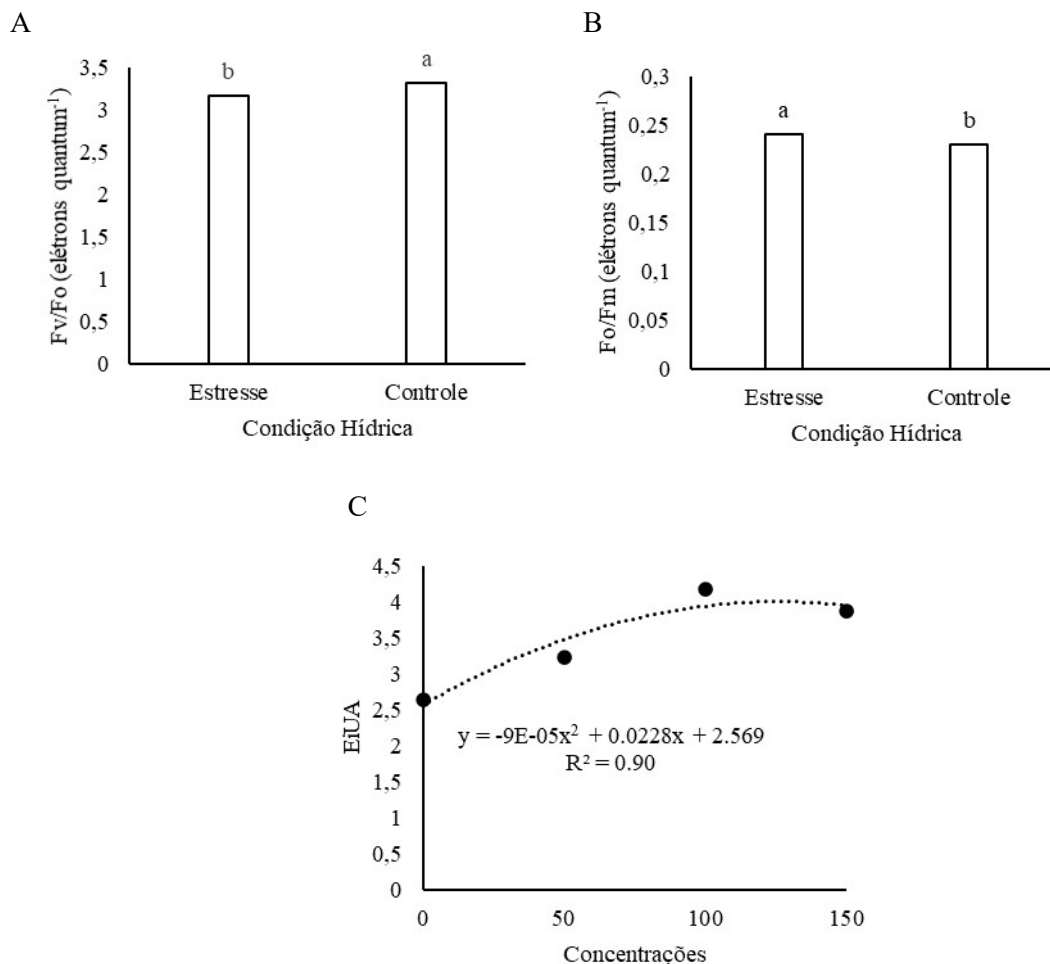 A
Fv/Fo (elétrons quantum⁻¹)
3,5
3
2,5
2
1,5
1
0,5
0
b
a
Estresse
Controle
Condição Hídrica
B
Fo/Fm (elétrons quantum⁻¹)
0,3
0,25
0,2
0,15
0,1
0,05
0
a
b
Estresse
Controle
Condição Hídrica
C
EiUA
4,5
4
3,5
3
2,5
2
1,5
1
0,5
0
y = -9E-05x² + 0.0228x + 2.569
R² = 0.90
0
50
100
150
Concentrações